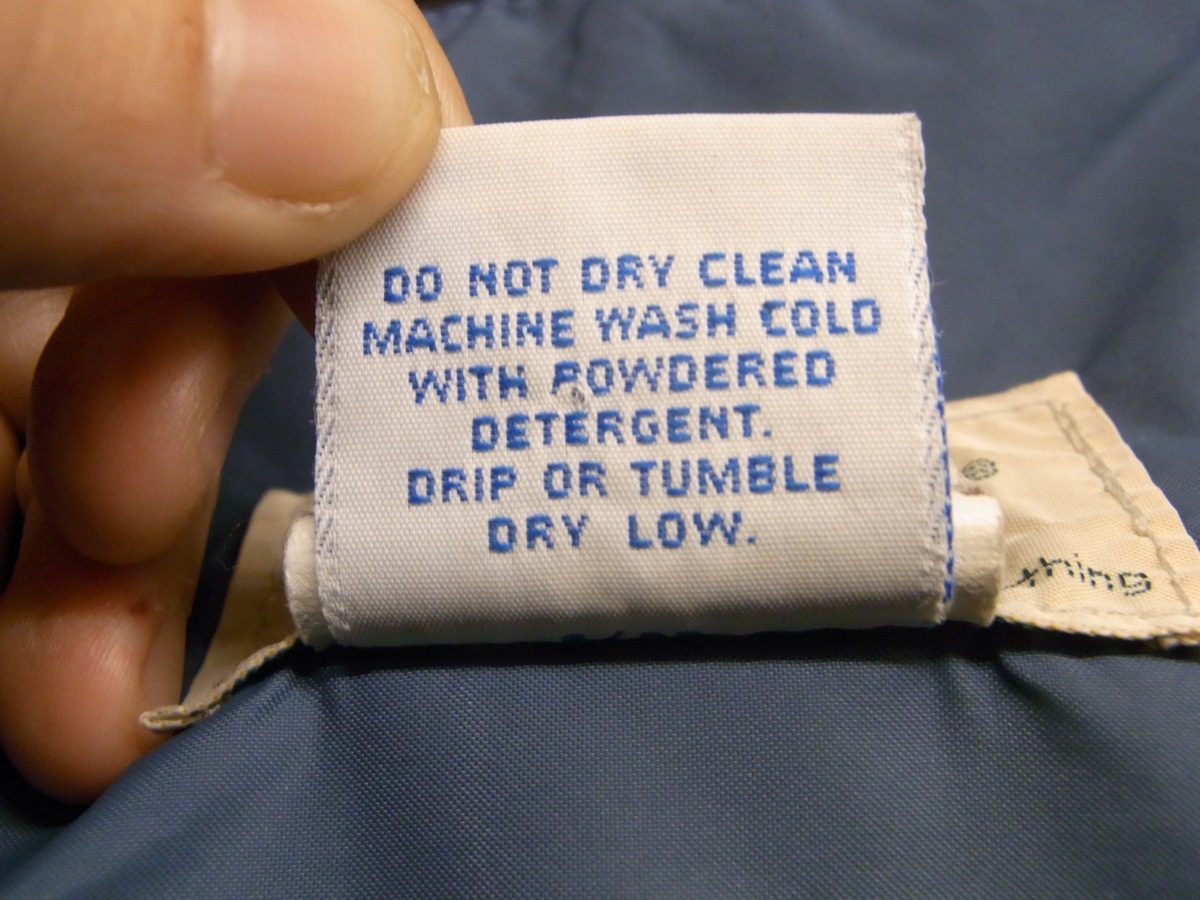 DO NOT DRY CLEAN
MACHINE WASH COLD
WITH POWDERED
DETERGENT.
DRIP OR TUMBLE
DRY LOW.